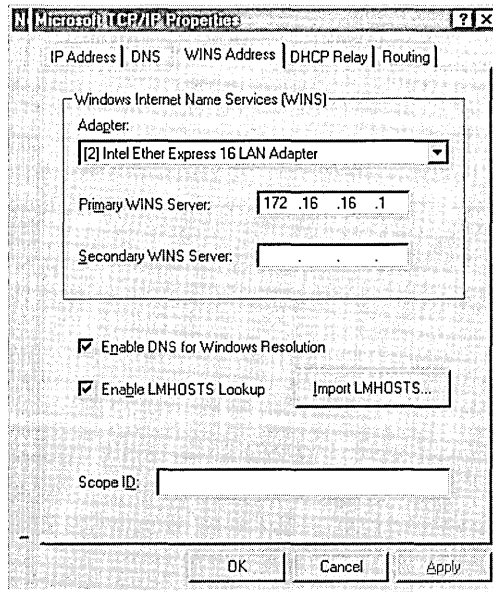 N Microsoft TCP/IP Properties ? X
IP Address DNS WINS Address DHCP Relay Routing
Windows Internet Name Services (WINS)
Adapter:
[2] Intel Ether Express 16 LAN Adapter
Primary WINS Server: 172 .16 .16 .1
Secondary WINS Server: . . .
Enable DNS for Windows Resolution
Enable LMHOSTS Lookup Import LMHOSTS...
Scope ID:
OK Cancel Apply